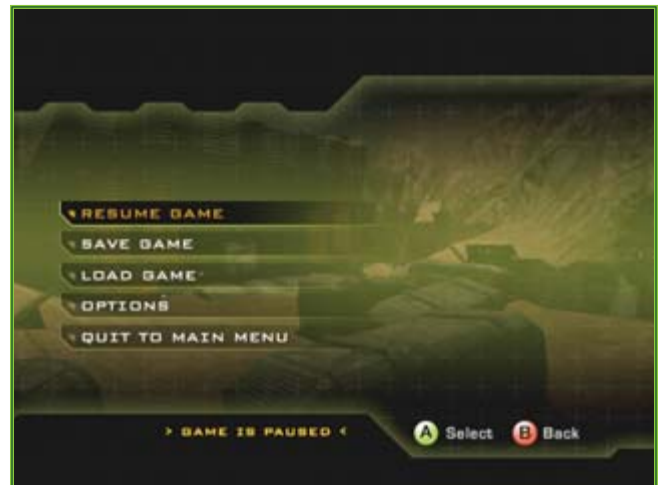 RESUME GAME
SAVE GAME
LOAD GAME
OPTIONS
QUIT TO MAIN MENU
> GAME IS PAUSED <
A Select B Back